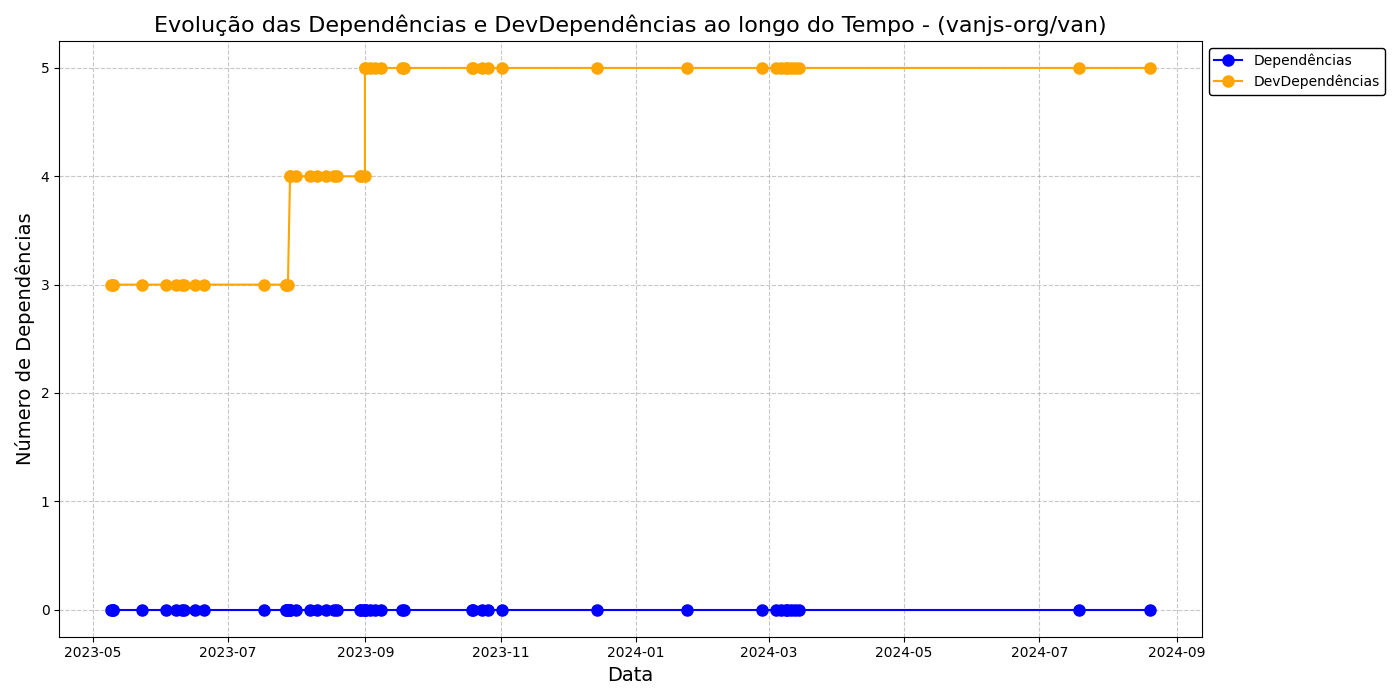 Evolução das Dependências e DevDependências ao longo do Tempo - (vanjs-org/van)
Dependências
DevDependências
Número de Dependências
5
4
3
2
1
0
2023-05 2023-07 2023-09 2023-11 2024-01 2024-03 2024-05 2024-07 2024-09
Data